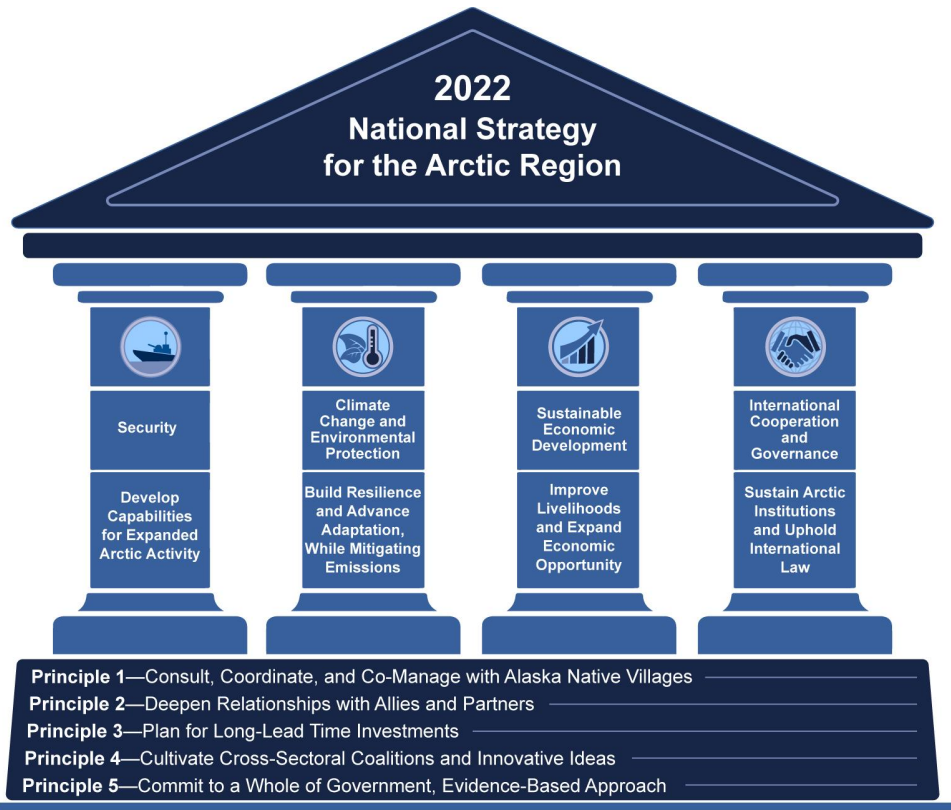 2022
National Strategy
for the Arctic Region
Security
Develop
Capabilities
for Expanded
Arctic Activity
Climate
Change and
Environmental
Protection
Build Resilience
and Advance
Adaptation,
While Mitigating
Emissions
Sustainable
Economic
Development
Improve
Livelihoods
and Expand
Economic
Opportunity
International
Cooperation
and
Governance
Sustain Arctic
Institutions
and Uphold
International
Law
Principle 1—Consult, Coordinate, and Co-Manage with Alaska Native Villages
Principle 2—Deepen Relationships with Allies and Partners
Principle 3—Plan for Long-Lead Time Investments
Principle 4—Cultivate Cross-Sectoral Coalitions and Innovative Ideas
Principle 5—Commit to a Whole of Government, Evidence-Based Approach